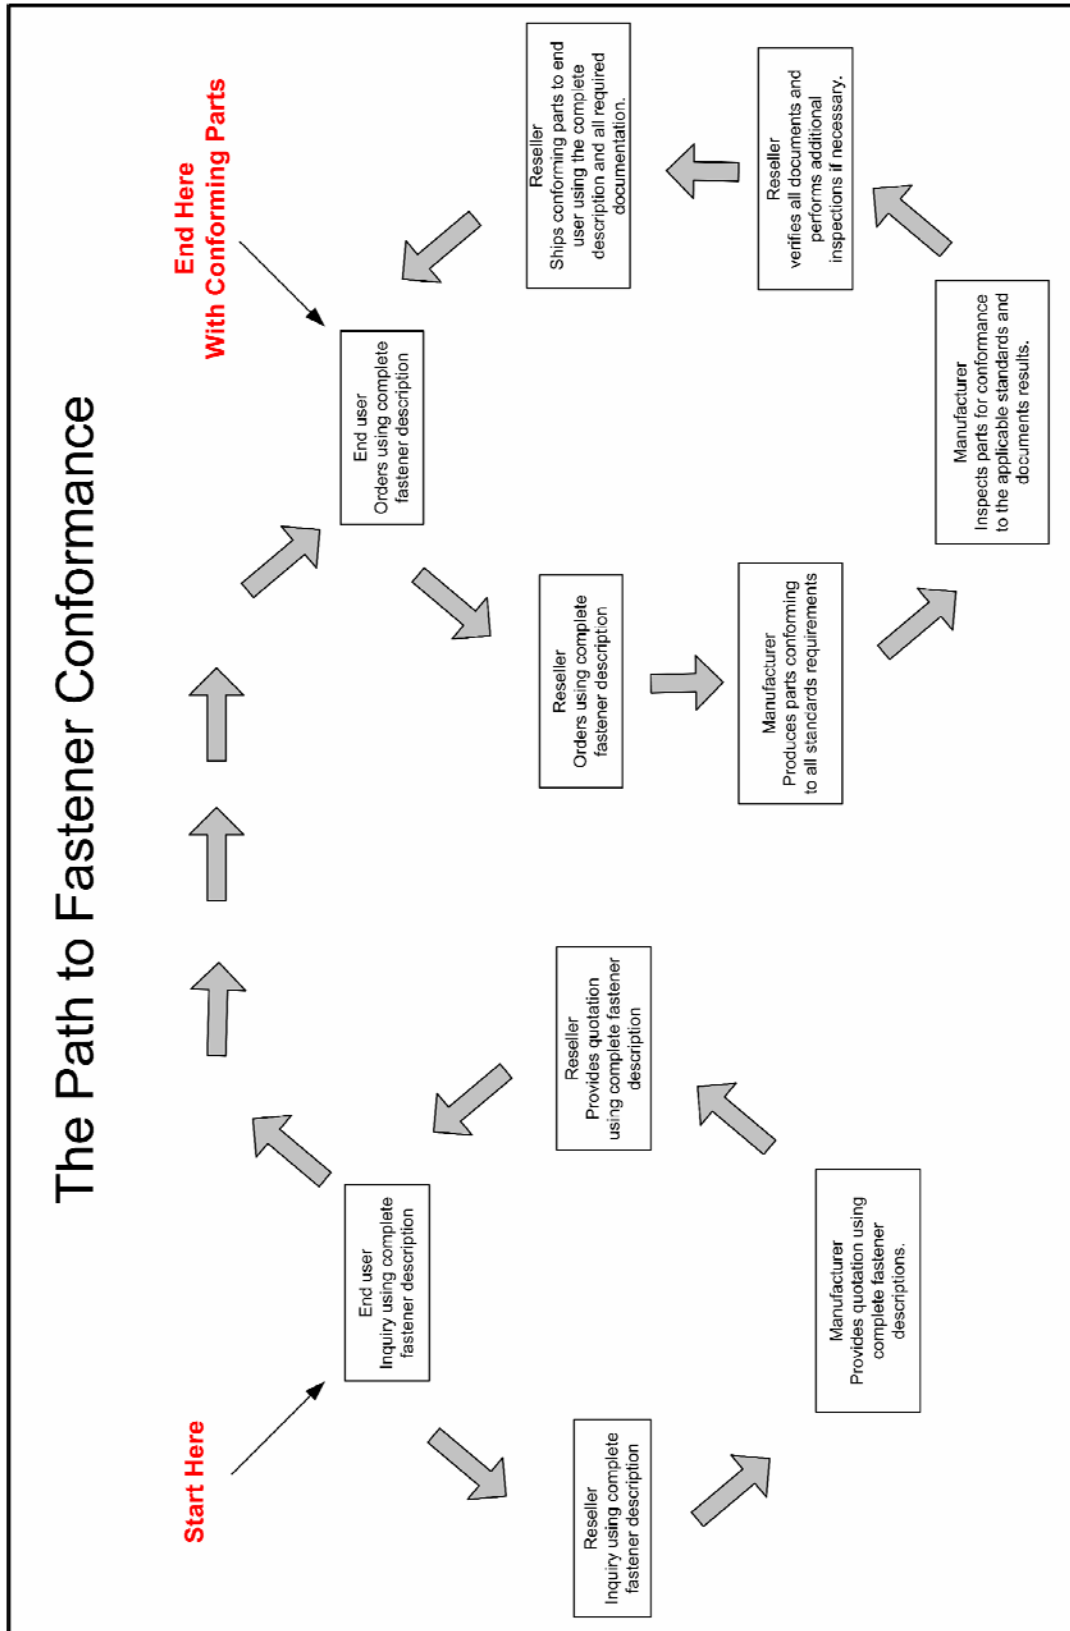 The Path to Fastener Conformance
Start Here
End Here
With Conforming Parts
End user
Inquiry using complete
fastener description
Reseller
Inquiry using complete
fastener description
Manufacturer
Provides quotation using
complete fastener
descriptions.
Reseller
Provides quotation
using complete fastener
description
End user
Orders using complete
fastener description
Reseller
Orders using complete
fastener description
Manufacturer
Produces parts conforming
to all standards requirements
Manufacturer
Inspects parts for conformance
to the applicable standards and
documents results.
Reseller
verifies all documents and
performs additional
inspections if necessary.
Reseller
Ships conforming parts to end
user using the complete
description and all required
documentation.